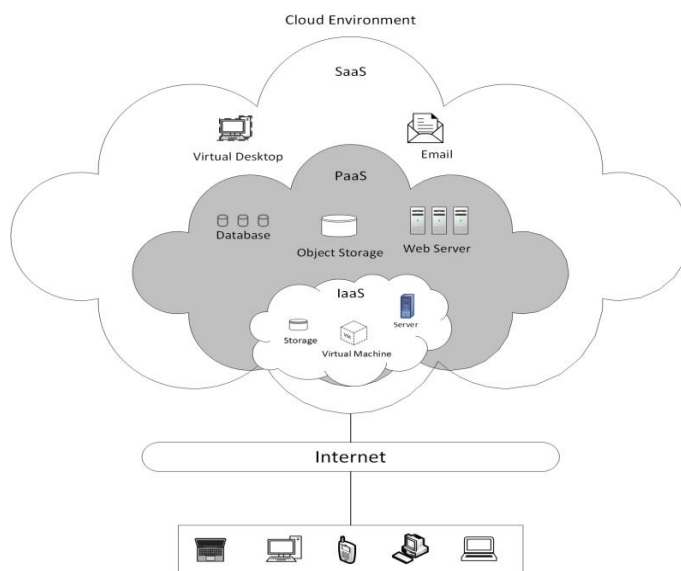 Cloud Environment
SaaS
Virtual Desktop
Email
PaaS
Database
Object Storage
Web Server
IaaS
Storage
Virtual Machine
Server
Internet